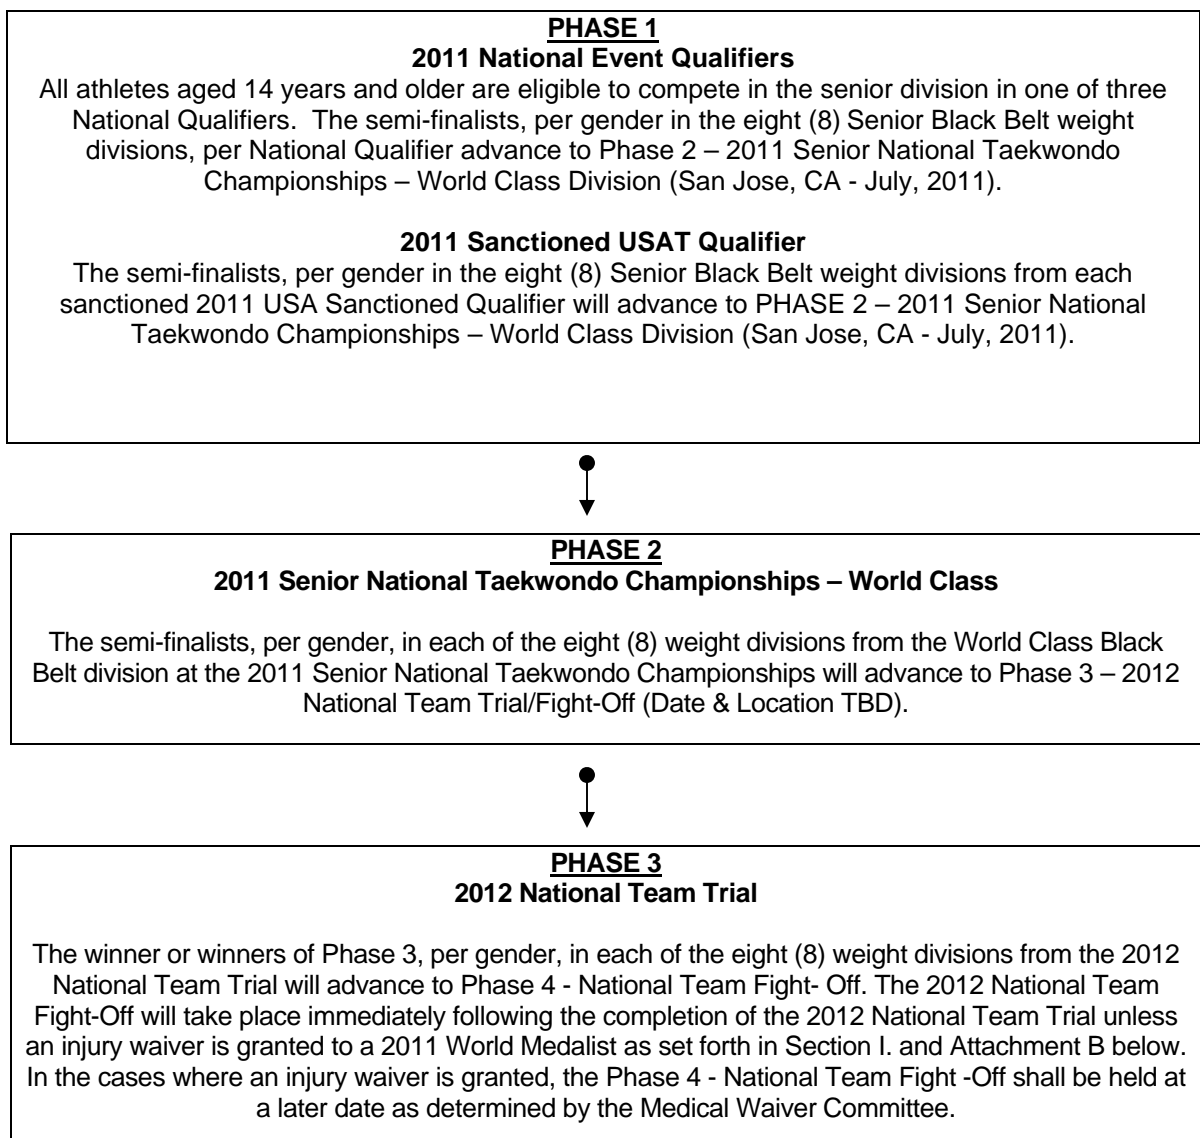 PHASE 1
2011 National Event Qualifiers
All athletes aged 14 years and older are eligible to compete in the senior division in one of three
National Qualifiers.  The semi-finalists, per gender in the eight (8) Senior Black Belt weight
divisions, per National Qualifier advance to Phase 2 – 2011 Senior National Taekwondo
Championships – World Class Division (San Jose, CA - July, 2011).
2011 Sanctioned USAT Qualifier
The semi-finalists, per gender in the eight (8) Senior Black Belt weight divisions from each
sanctioned 2011 USA Sanctioned Qualifier will advance to PHASE 2 – 2011 Senior National
Taekwondo Championships – World Class Division (San Jose, CA - July, 2011).
PHASE 2
2011 Senior National Taekwondo Championships – World Class
The semi-finalists, per gender, in each of the eight (8) weight divisions from the World Class Black
Belt division at the 2011 Senior National Taekwondo Championships will advance to Phase 3 – 2012
National Team Trial/Fight-Off (Date & Location TBD).
PHASE 3
2012 National Team Trial
The winner or winners of Phase 3, per gender, in each of the eight (8) weight divisions from the 2012
National Team Trial will advance to Phase 4 - National Team Fight- Off. The 2012 National Team
Fight-Off will take place immediately following the completion of the 2012 National Team Trial unless
an injury waiver is granted to a 2011 World Medalist as set forth in Section I. and Attachment B below.
In the cases where an injury waiver is granted, the Phase 4 - National Team Fight -Off shall be held at
a later date as determined by the Medical Waiver Committee.